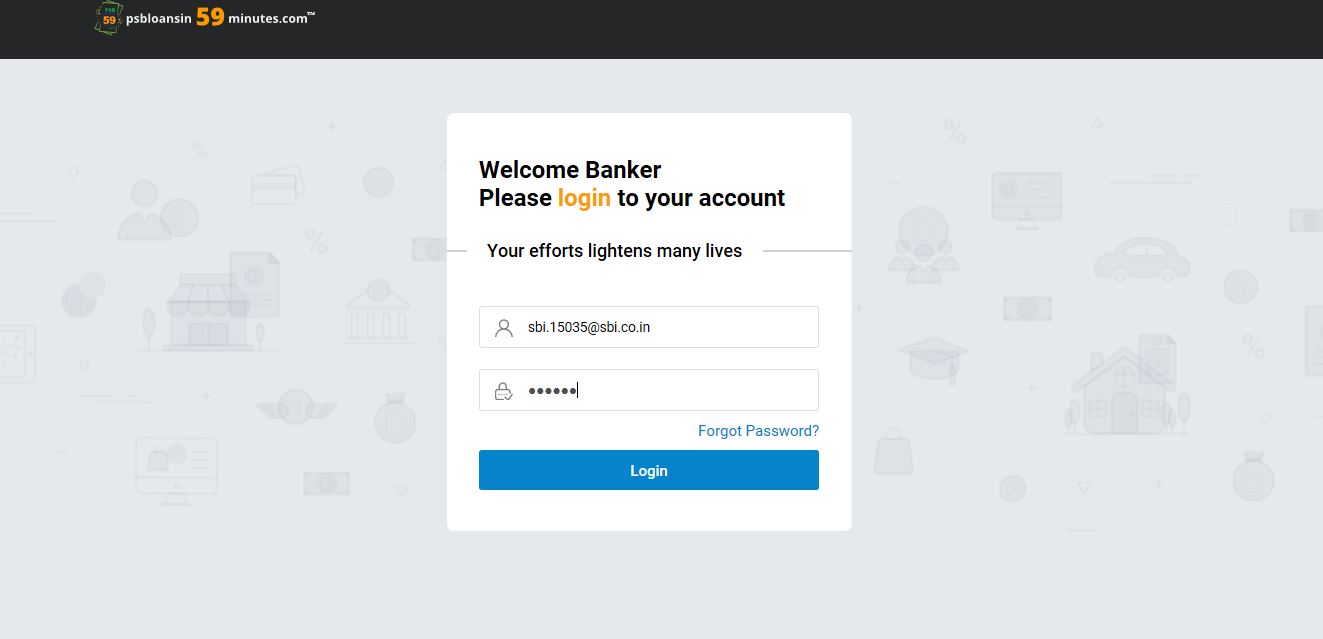 PSB
59
psbloansin 59 minutes.com™
Welcome Banker
Please login to your account
Your efforts lightens many lives
sbi.15035@sbi.co.in
••••••
Forgot Password?
Login